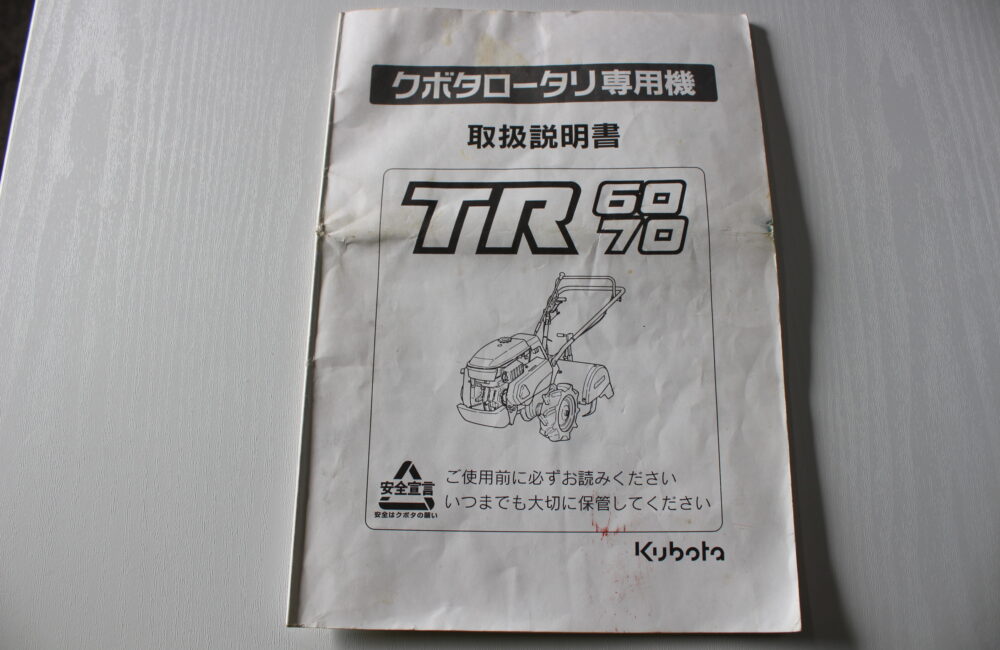 クボタロータリ専用機
取扱説明書
TR 60
70
安全宣言
安全はクボタの願い
ご使用前に必ずお読みください
いつまでも大切に保管してください
Kubota